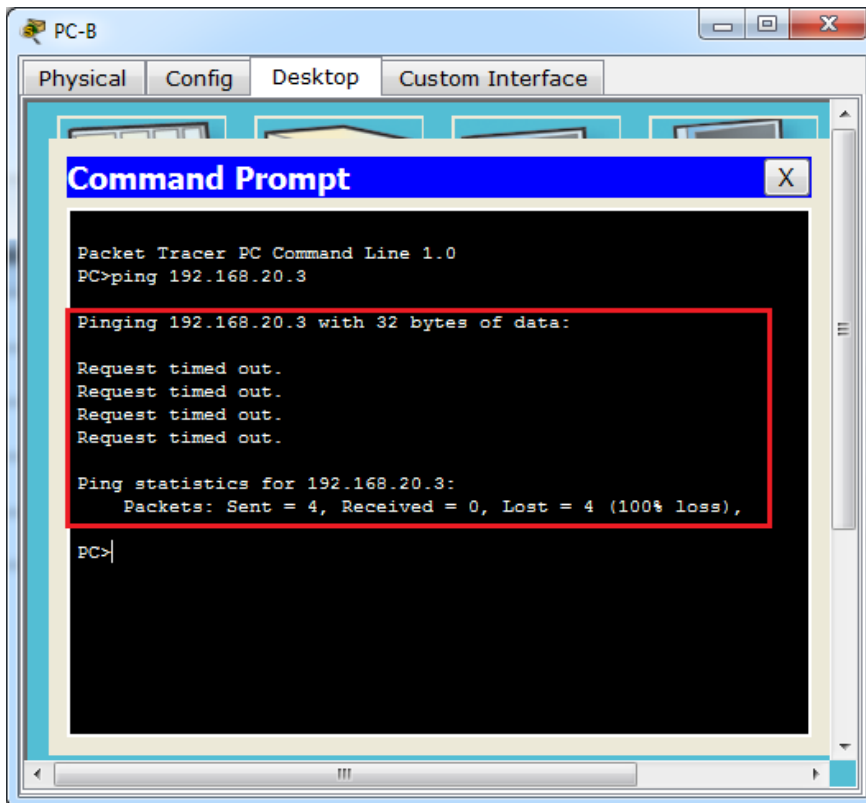 PC-B
Physical Config Desktop Custom Interface
Command Prompt
X
Packet Tracer PC Command Line 1.0
PC>ping 192.168.20.3
Pinging 192.168.20.3 with 32 bytes of data:
Request timed out.
Request timed out.
Request timed out.
Request timed out.
Ping statistics for 192.168.20.3:
Packets: Sent = 4, Received = 0, Lost = 4 (100% loss),
PC>